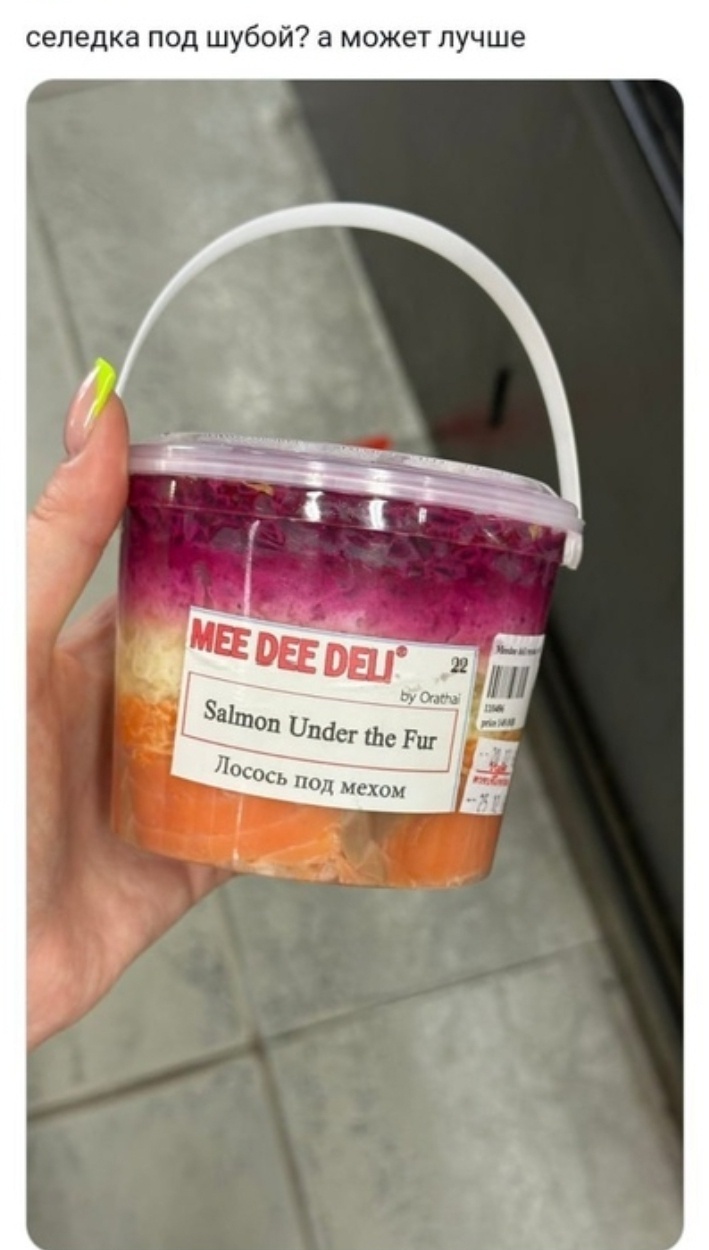 селедка под шубой? а может лучше
MEE DEE DELI®
22
by Orathai
Salmon Under the Fur
Лосось под мехом